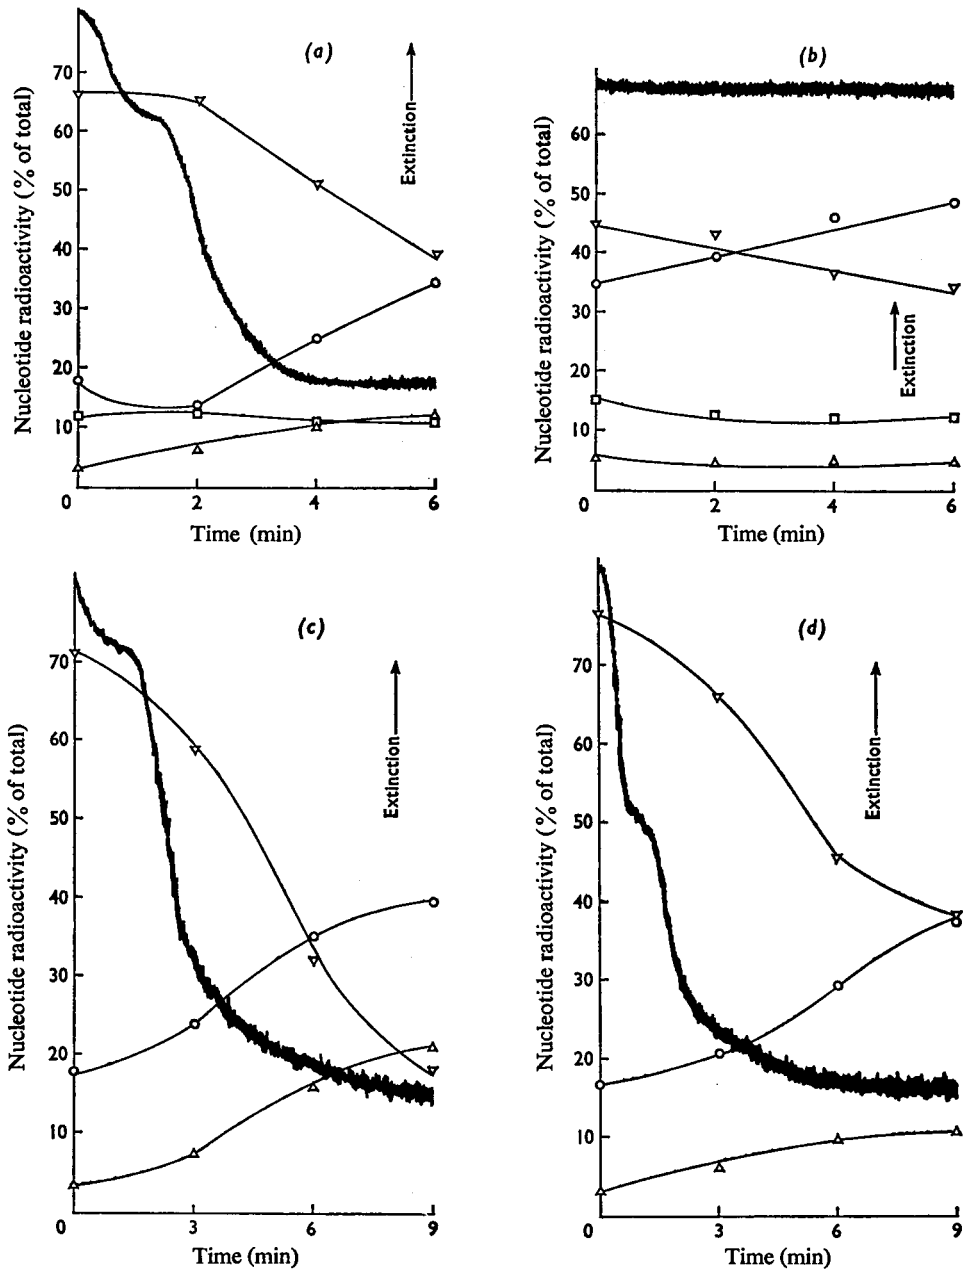 (a)
Nucleotide radioactivity (% of total)
Extinction
70
60
50
40
30
20
10
0
2
4
6
Time (min)
(b)
Nucleotide radioactivity (% of total)
Extinction
60
50
40
30
20
10
0
2
4
6
Time (min)
(c)
Nucleotide radioactivity (% of total)
Extinction
70
60
50
40
30
20
10
0
3
6
9
Time (min)
(d)
Nucleotide radioactivity (% of total)
Extinction
70
60
50
40
30
20
10
0
3
6
9
Time (min)